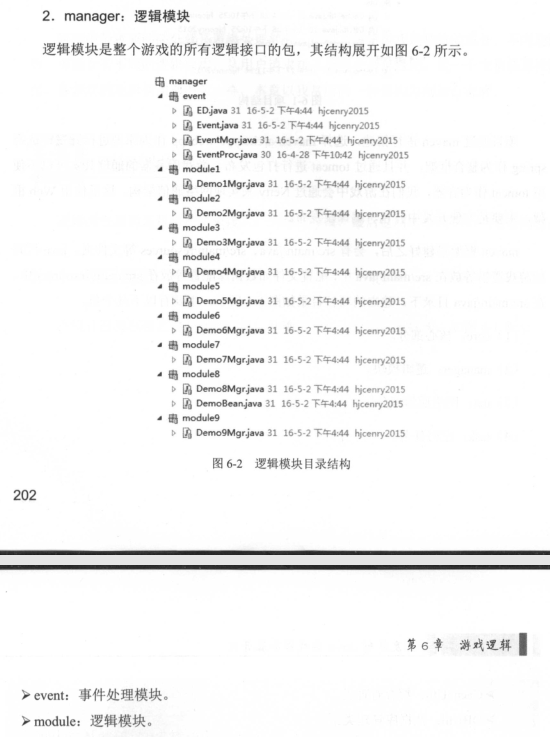 2．manager：逻辑模块
逻辑模块是整个游戏的所有逻辑接口的包，其结构展开如图 6-2 所示。
manager
event
ED.java 31 16-5-2 下午4:44 hjcenry2015
Event.java 31 16-5-2 下午4:44 hjcenry2015
EventMgr.java 31 16-5-2 下午4:44 hjcenry2015
EventProc.java 30 16-4-28 下午10:42 hjcenry2015
module1
Demo1Mgr.java 31 16-5-2 下午4:44 hjcenry2015
module2
Demo2Mgr.java 31 16-5-2 下午4:44 hjcenry2015
module3
Demo3Mgr.java 31 16-5-2 下午4:44 hjcenry2015
module4
Demo4Mgr.java 31 16-5-2 下午4:44 hjcenry2015
module5
Demo5Mgr.java 31 16-5-2 下午4:44 hjcenry2015
module6
Demo6Mgr.java 31 16-5-2 下午4:44 hjcenry2015
module7
Demo7Mgr.java 31 16-5-2 下午4:44 hjcenry2015
module8
Demo8Mgr.java 31 16-5-2 下午4:44 hjcenry2015
DemoBean.java 31 16-5-2 下午4:44 hjcenry2015
module9
Demo9Mgr.java 31 16-5-2 下午4:44 hjcenry2015
图 6-2 逻辑模块目录结构
202
第 6 章 游戏逻辑
➢ event：事件处理模块。
➢ module：逻辑模块。